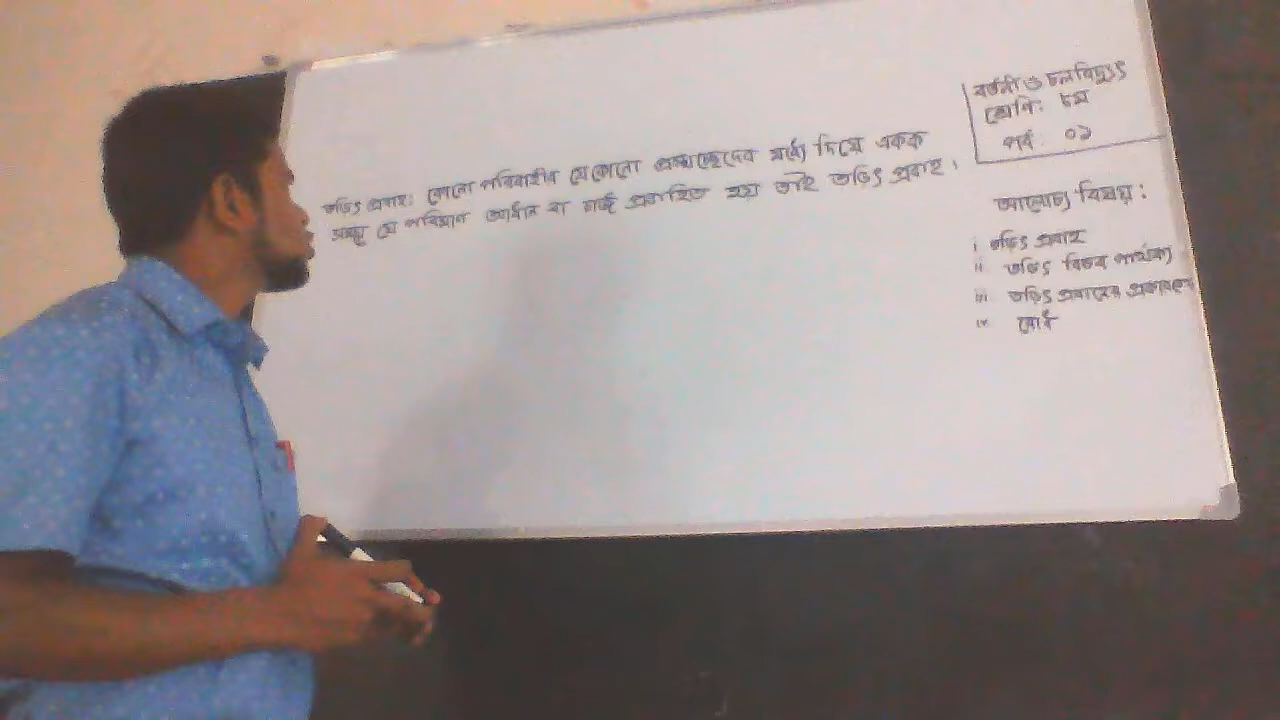 তড়িৎ প্রবাহ: কোনো পরিবাহীর যেকোনো প্রস্থচ্ছেদের মধ্যে দিয়ে একক
সময়ে যে পরিমাণ আধান বা চার্জ প্রবাহিত হয় তাই তড়িৎ প্রবাহ।
বর্তনী ও চলবিদ্যুৎ
শ্রেণি: ৮ম
পর্ব: ০১
আলোচ্য বিষয়:
i তড়িৎ প্রবাহ
ii তড়িৎ বিভব পার্থক্য
iii তড়িৎ প্রবাহের প্রকারভেদ
iv রোধ